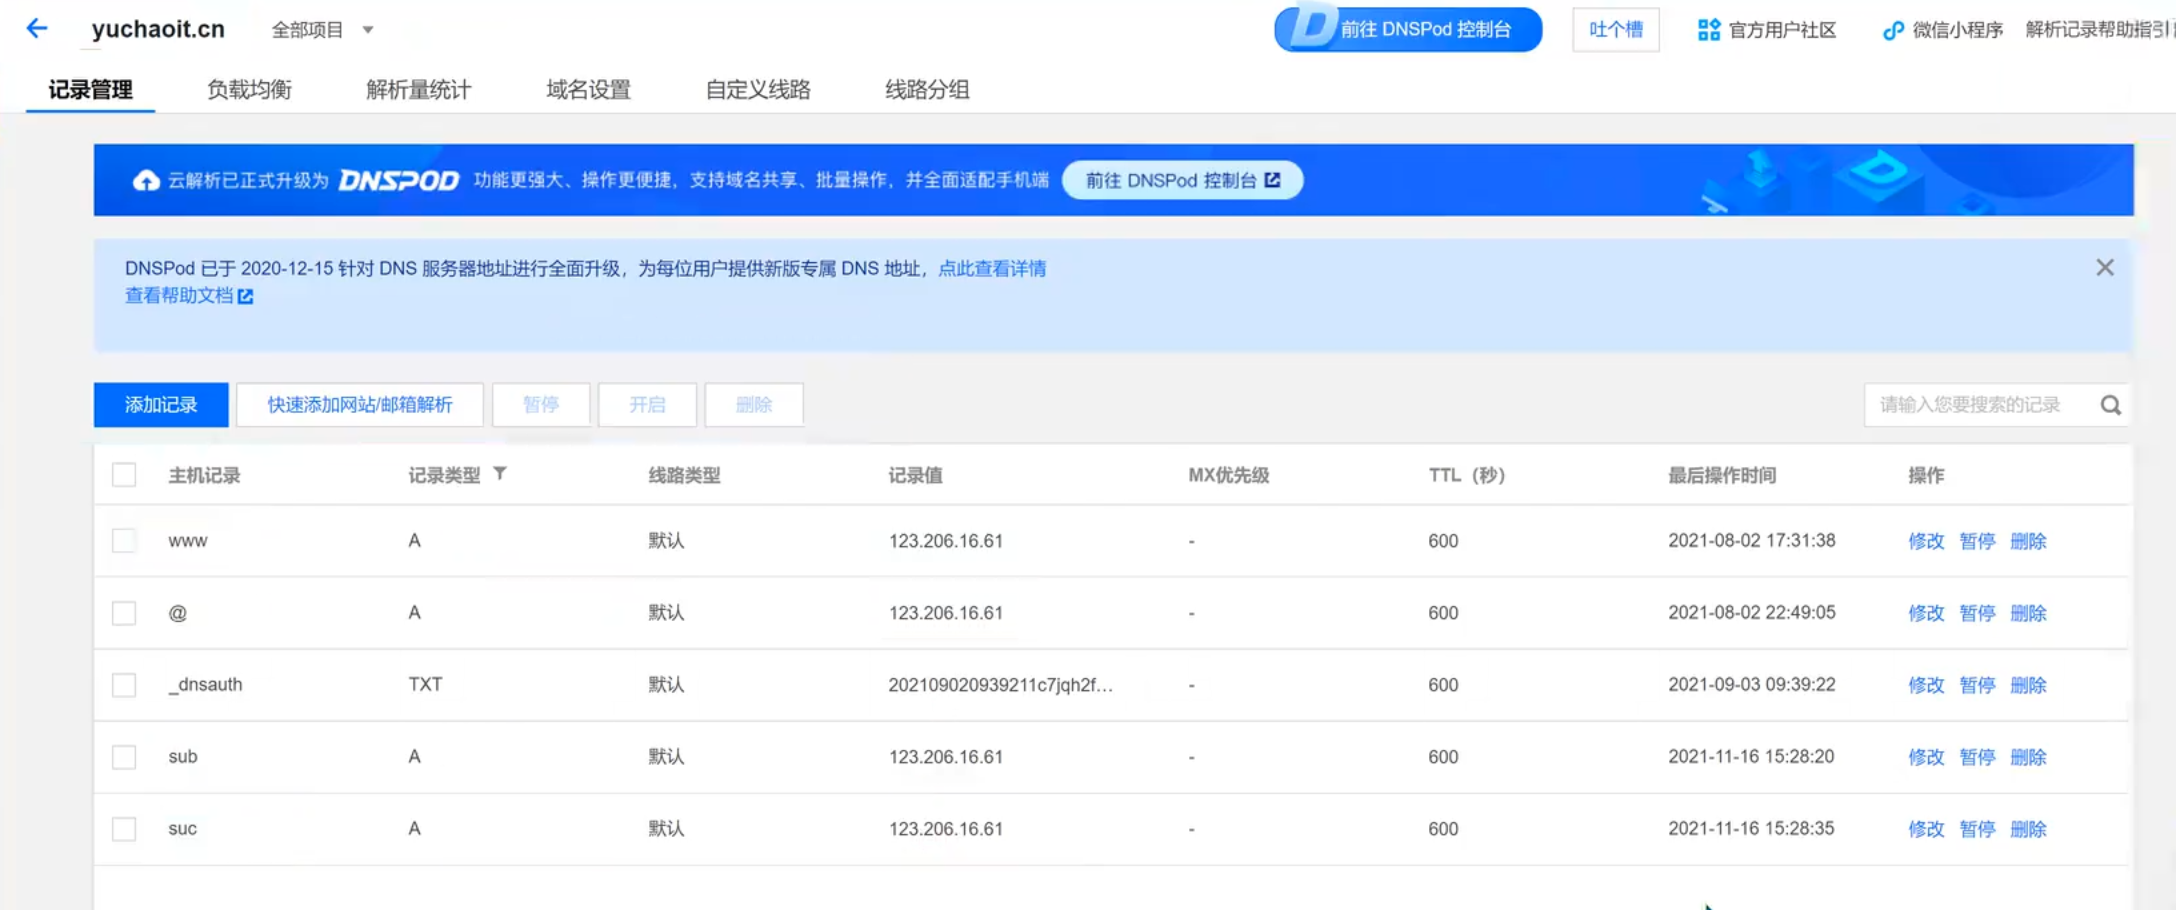 yuchaoit.cn 全部项目 前往 DNSPod 控制台 吐个槽 官方用户社区 微信小程序 解析记录帮助指引
记录管理 负载均衡 解析量统计 域名设置 自定义线路 线路分组
云解析已正式升级为 DNSPOD 功能更强大、操作更便捷，支持域名共享、批量操作，并全面适配手机端 前往 DNSPod 控制台
DNSPod 已于 2020-12-15 针对 DNS 服务器地址进行全面升级，为每位用户提供新版专属 DNS 地址，点此查看详情
查看帮助文档
添加记录 快速添加网站/邮箱解析 暂停 开启 删除 请输入您要搜索的记录
主机记录 记录类型 线路类型 记录值 MX优先级 TTL（秒） 最后操作时间 操作
www A 默认 123.206.16.61 - 600 2021-08-02 17:31:38 修改 暂停 删除
@ A 默认 123.206.16.61 - 600 2021-08-02 22:49:05 修改 暂停 删除
_dnsauth TXT 默认 202109020939211c7jqh2f... - 600 2021-09-03 09:39:22 修改 暂停 删除
sub A 默认 123.206.16.61 - 600 2021-11-16 15:28:20 修改 暂停 删除
suc A 默认 123.206.16.61 - 600 2021-11-16 15:28:35 修改 暂停 删除